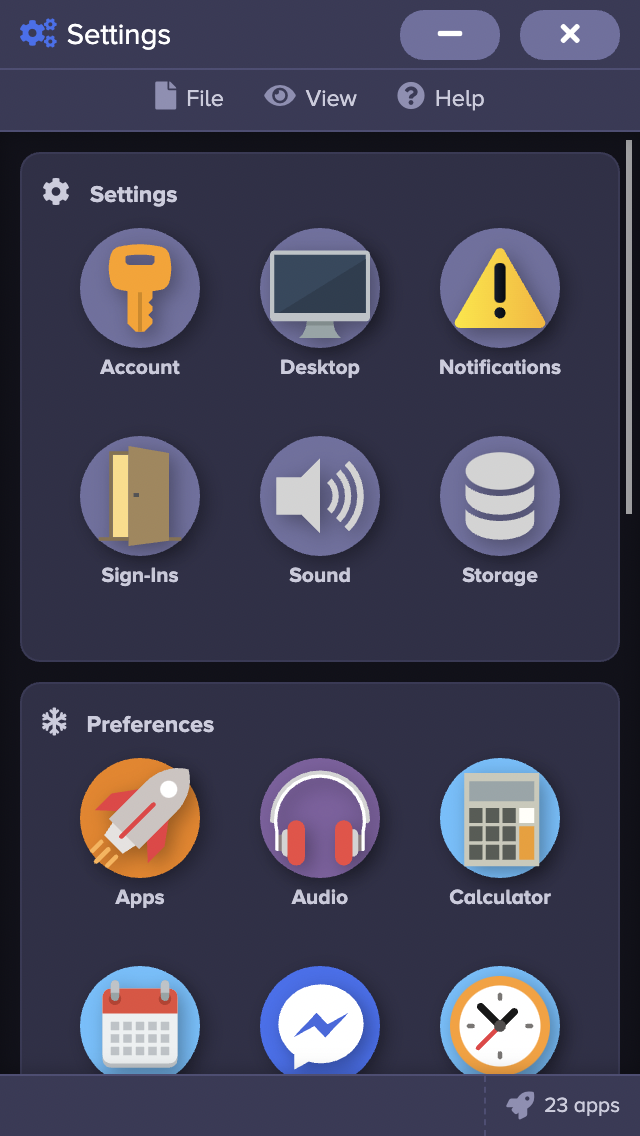 Settings
File View Help
Settings
Account Desktop Notifications
Sign-Ins Sound Storage
Preferences
Apps Audio Calculator
23 apps